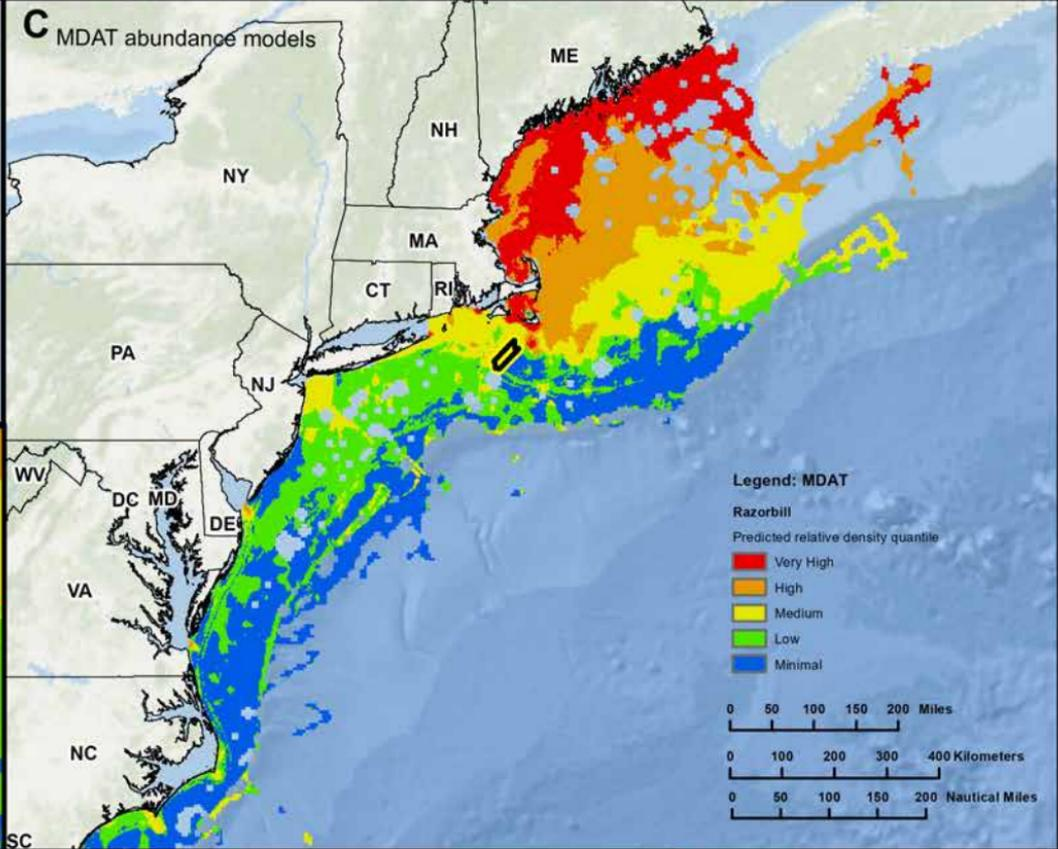 C MDAT abundance models
ME
NH
NY
MA
CT
RI
PA
NJ
WV
DC
MD
DE
VA
NC
SC
Legend: MDAT
Razorbill
Predicted relative density quantile
Very High
High
Medium
Low
Minimal
0 50 100 150 200 Miles
0 100 200 300 400 Kilometers
0 50 100 150 200 Nautical Miles